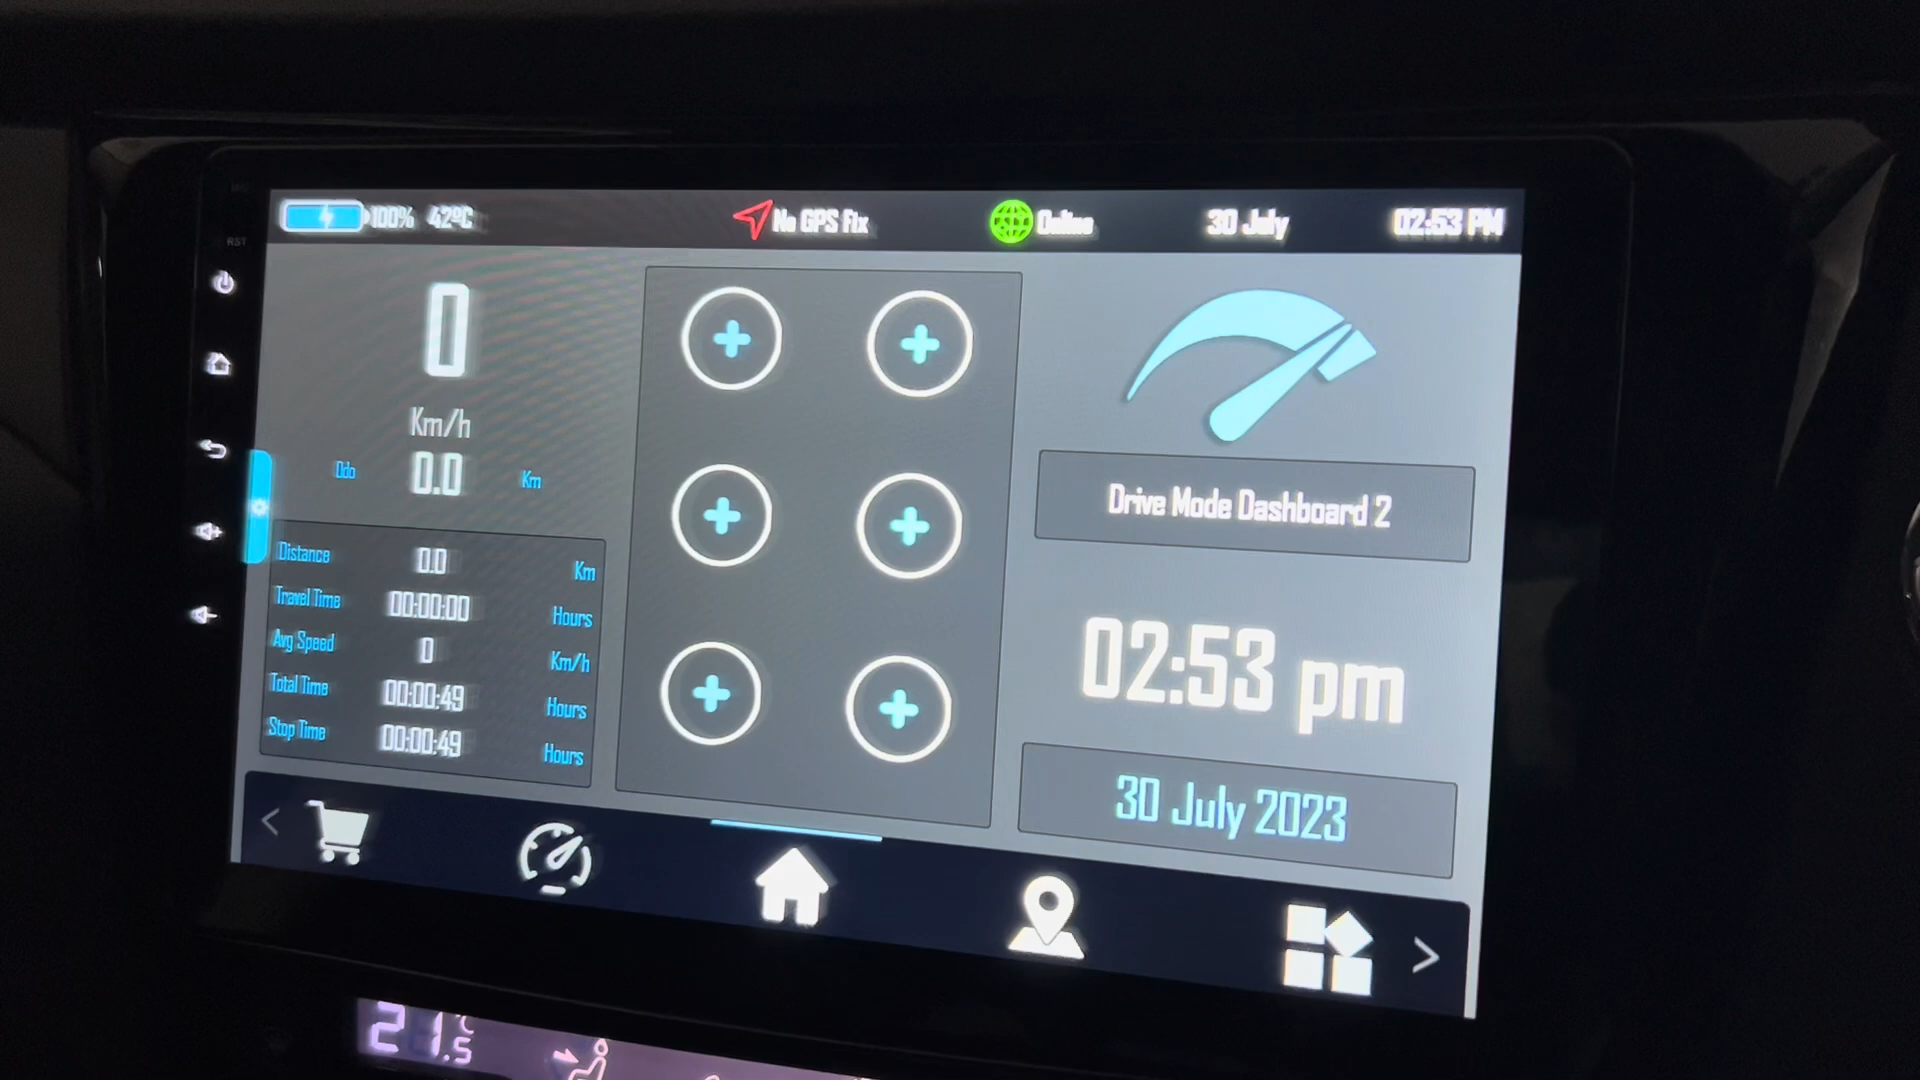 100% 42ºC No GPS Fix Online 30 July 02:53 PM
RST
0
Km/h
Odo 0.0 Km
Distance 0.0 Km
Travel Time 00:00:00 Hours
Avg Speed 0 Km/h
Total Time 00:00:49 Hours
Stop Time 00:00:49 Hours
Drive Mode Dashboard 2
02:53 pm
30 July 2023
21.5 °C